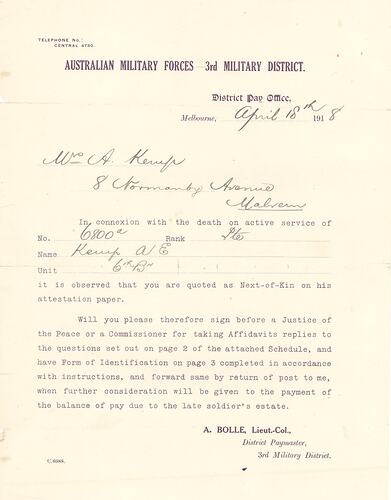 TELEPHONE No.:
CENTRAL 4780.
AUSTRALIAN MILITARY FORCES—3rd MILITARY DISTRICT.
District Pay Office,
Melbourne, April 18th 1918
Mrs A. Kemp
8 Normanby Avenue
Malvern
In connexion with the death on active service of
No. 6800a Rank Pte
Name Kemp A E
Unit 6th Bn
it is observed that you are quoted as Next-of-Kin on his
attestation paper.
Will you please therefore sign before a Justice of
the Peace or a Commissioner for taking Affidavits replies to
the questions set out on page 2 of the attached Schedule, and
have Form of Identification on page 3 completed in accordance
with instructions, and forward same by return of post to me,
when further consideration will be given to the payment of
the balance of pay due to the late soldier's estate.
A. BOLLE, Lieut.-Col.,
District Paymaster,
3rd Military District.